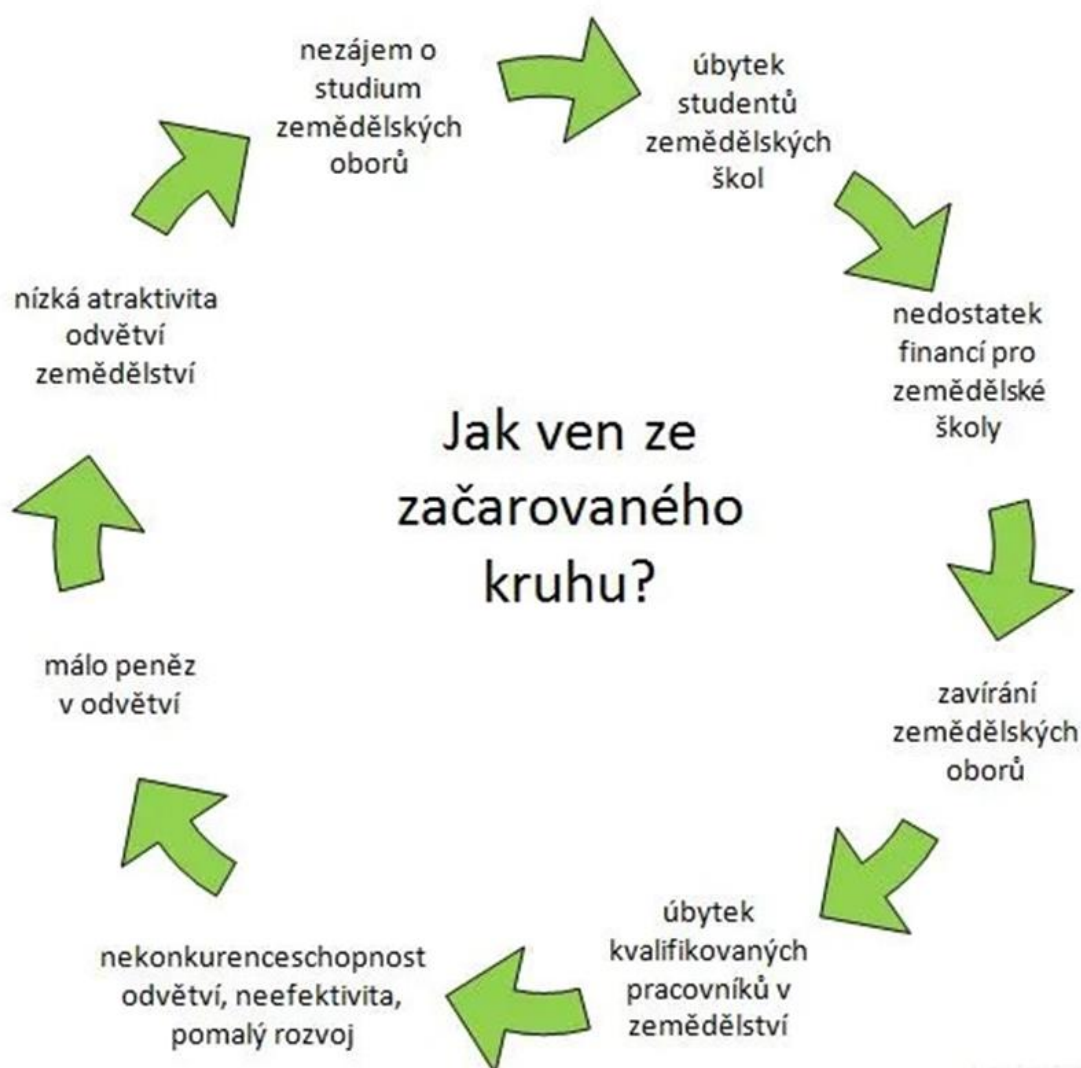 nezájem o
studium
zemědělských
oborů
úbytek
studentů
zemědělských
škol
nedostatek
financí pro
zemědělské
školy
zavírání
zemědělských
oborů
úbytek
kvalifikovaných
pracovníků v
zemědělství
nekonkurenceschopnost
odvětví, neefektivita,
pomalý rozvoj
málo peněz
v odvětví
nízká atraktivita
odvětví
zemědělství
Jak ven ze
začarovaného
kruhu?